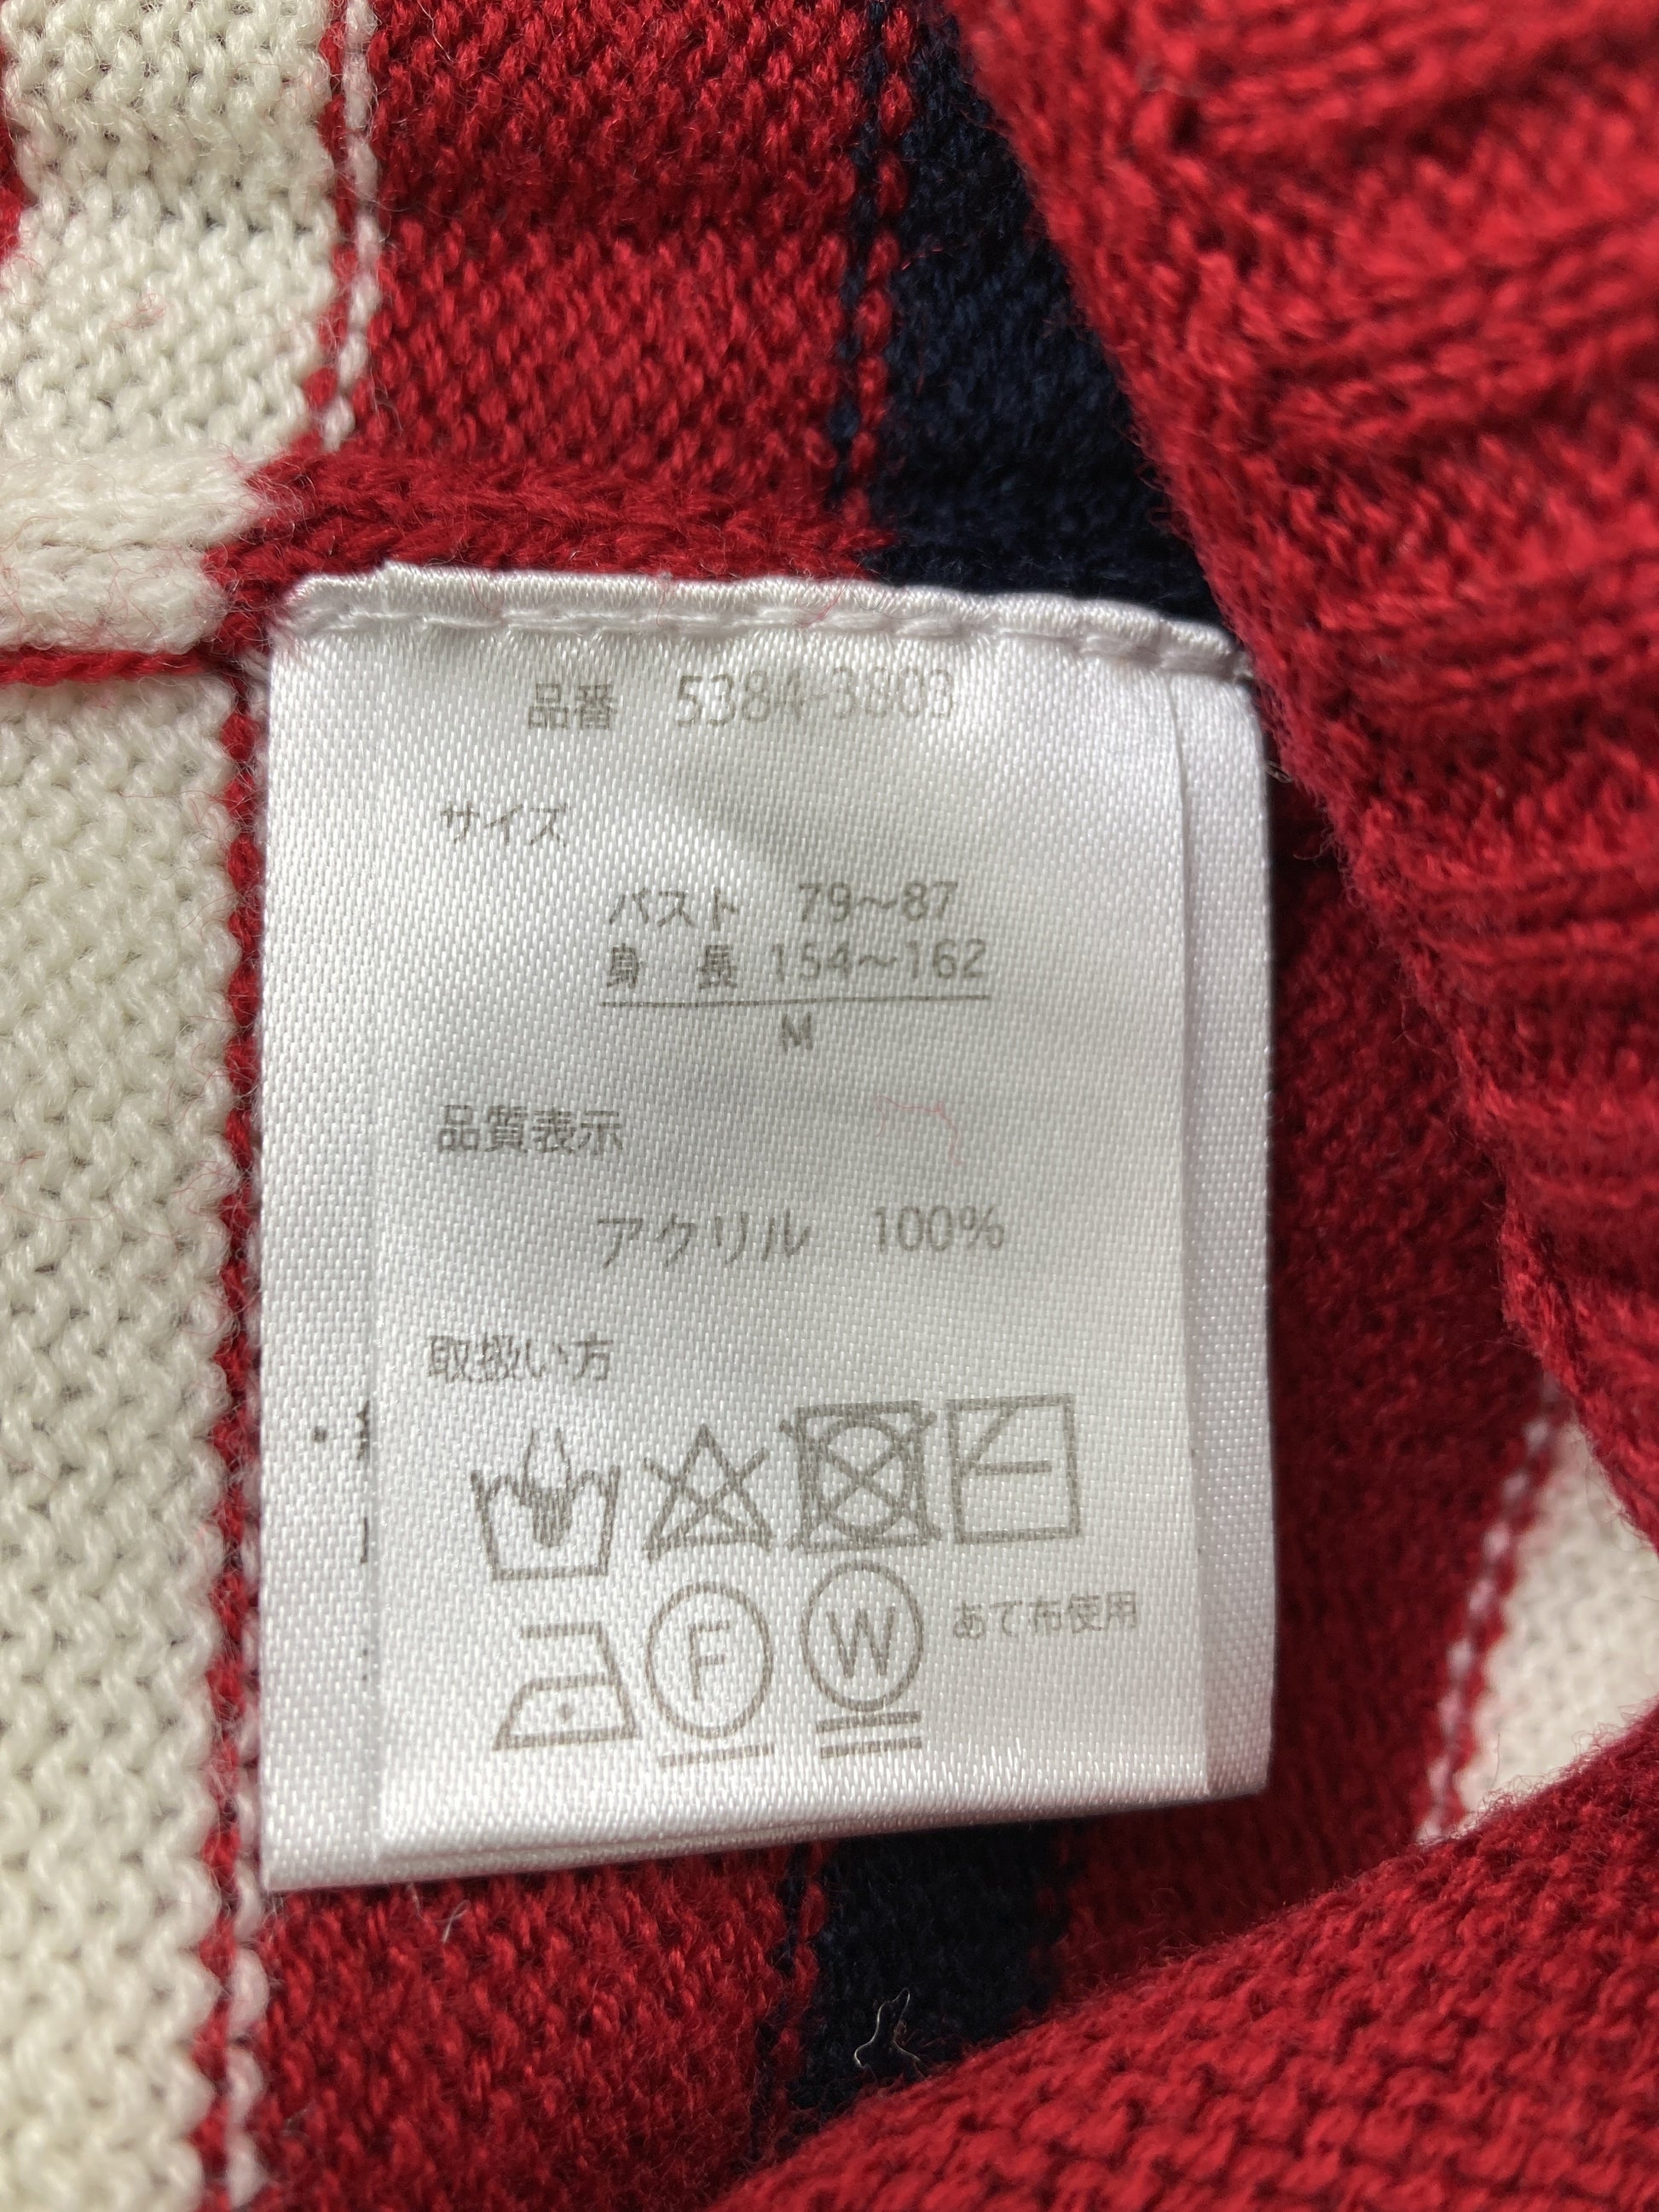 品番 5384-3803
サイズ
バスト 79〜87
身長 154〜162
M
品質表示
アクリル 100%
取扱い方
F W あて布使用